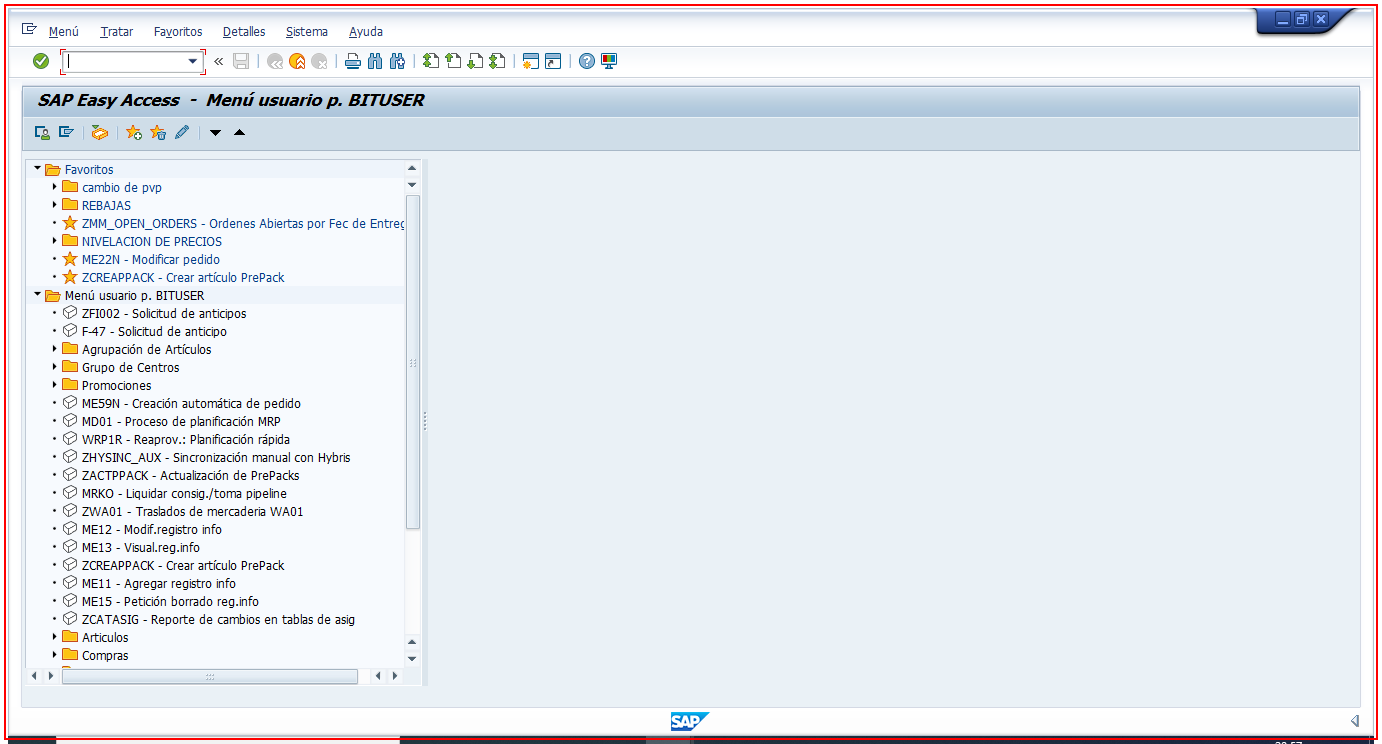 Menú Tratar Favoritos Detalles Sistema Ayuda
SAP Easy Access - Menú usuario p. BITUSER
Favoritos
cambio de pvp
REBAJAS
ZMM_OPEN_ORDERS - Ordenes Abiertas por Fec de Entreg
NIVELACION DE PRECIOS
ME22N - Modificar pedido
ZCREAPPACK - Crear artículo PrePack
Menú usuario p. BITUSER
ZFI002 - Solicitud de anticipos
F-47 - Solicitud de anticipo
Agrupación de Artículos
Grupo de Centros
Promociones
ME59N - Creación automática de pedido
MD01 - Proceso de planificación MRP
WRP1R - Reaprov.: Planificación rápida
ZHYSINC_AUX - Sincronización manual con Hybris
ZACTPPACK - Actualización de PrePacks
MRKO - Liquidar consig./toma pipeline
ZWA01 - Traslados de mercaderia WA01
ME12 - Modif.registro info
ME13 - Visual.reg.info
ZCREAPPACK - Crear artículo PrePack
ME11 - Agregar registro info
ME15 - Petición borrado reg.info
ZCATASIG - Reporte de cambios en tablas de asig
Articulos
Compras
SAP